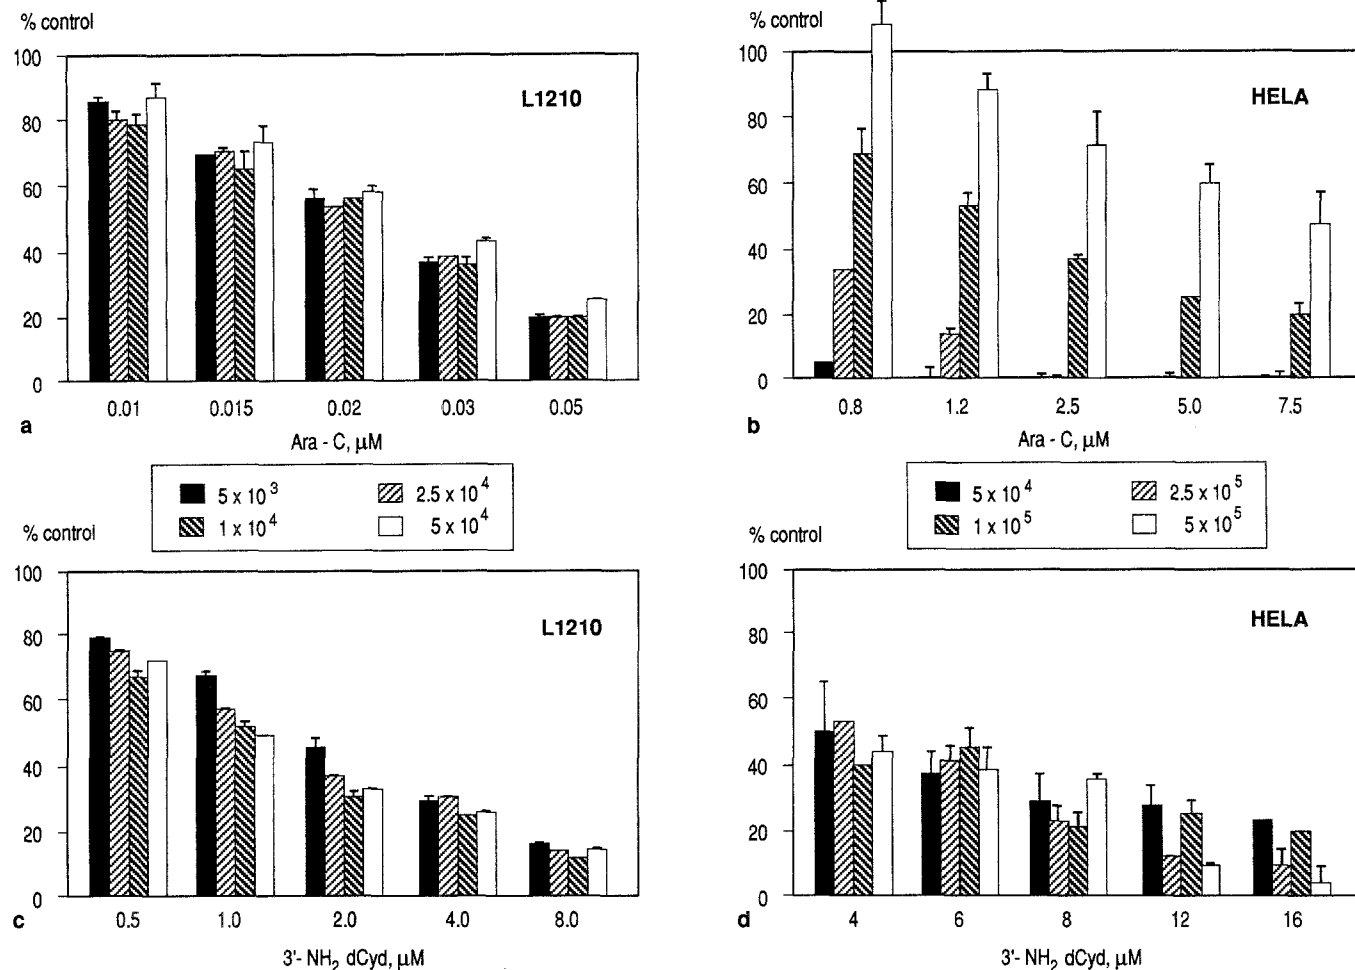 % control
100
80
60
40
20
0
L1210
0.01 0.015 0.02 0.03 0.05
a
Ara - C, μM
% control
100
80
60
40
20
0
HELA
0.8 1.2 2.5 5.0 7.5
b
Ara - C, μM
5 x 10³ 2.5 x 10⁴
1 x 10⁴ 5 x 10⁴
5 x 10⁴ 2.5 x 10⁵
1 x 10⁵ 5 x 10⁵
% control
100
80
60
40
20
0
L1210
0.5 1.0 2.0 4.0 8.0
c
3'- NH₂ dCyd, μM
% control
100
80
60
40
20
0
HELA
4 6 8 12 16
d
3'- NH₂ dCyd, μM